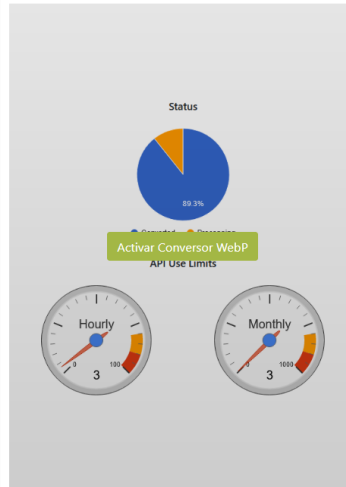 Status
89.3%
Activar Conversor WebP
API Use Limits
Hourly
0
100
3
Monthly
0
1000
3